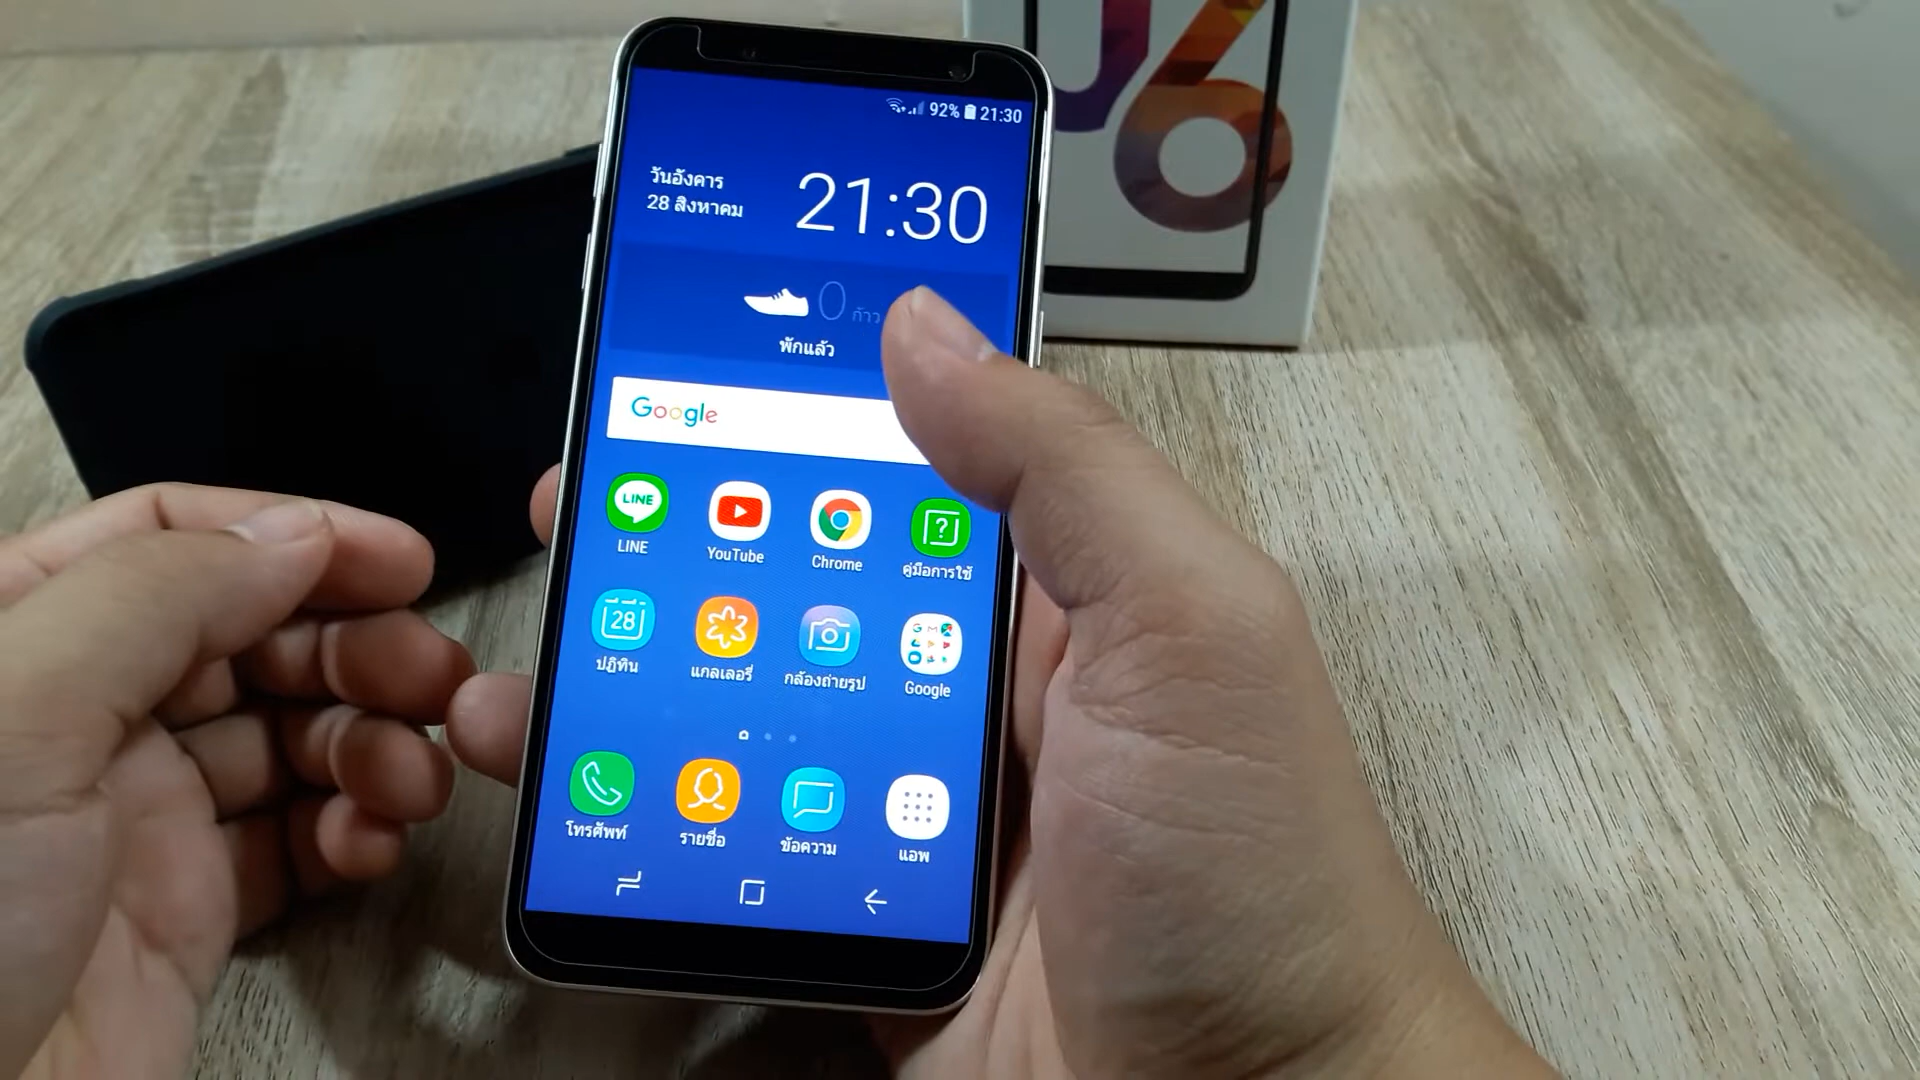 J6
92% 21:30
วันอังคาร
28 สิงหาคม
21:30
0 ก้าว
พักแล้ว
Google
LINE
LINE
YouTube
Chrome
?
คู่มือการใช้
28
ปฏิทิน
แกลเลอรี่
กล้องถ่ายรูป
Google
โทรศัพท์
รายชื่อ
ข้อความ
แอพ